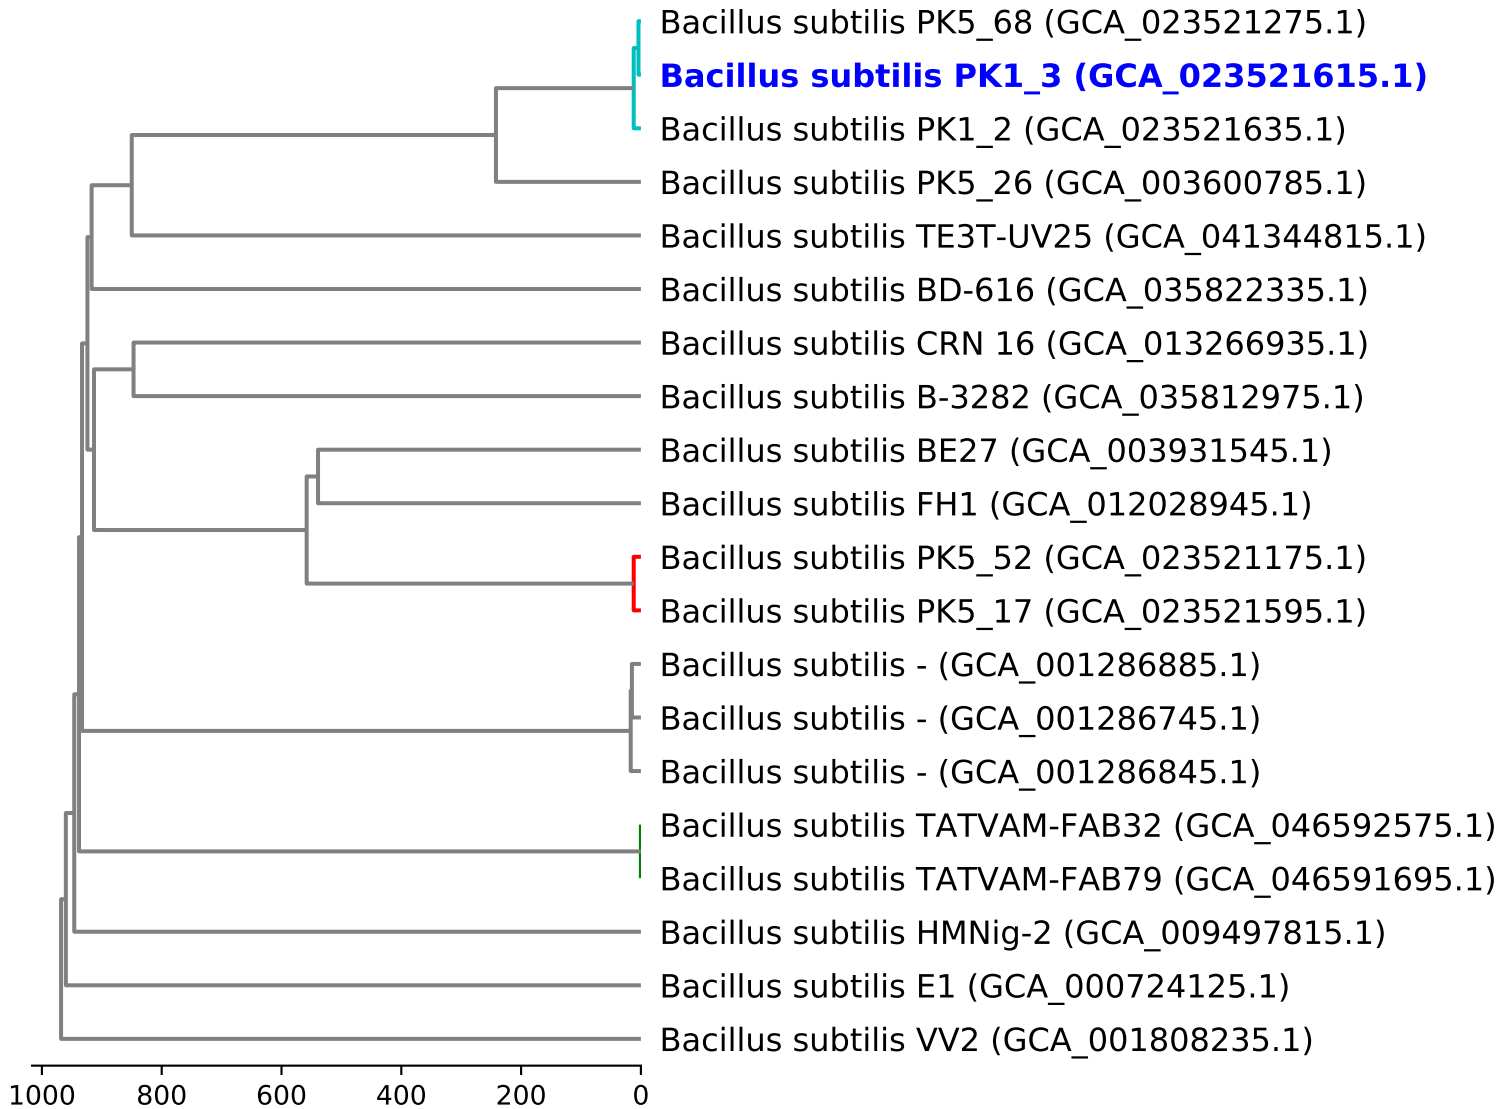 Bacillus subtilis PK5_68 (GCA_023521275.1)
Bacillus subtilis PK1_3 (GCA_023521615.1)
Bacillus subtilis PK1_2 (GCA_023521635.1)
Bacillus subtilis PK5_26 (GCA_003600785.1)
Bacillus subtilis TE3T-UV25 (GCA_041344815.1)
Bacillus subtilis BD-616 (GCA_035822335.1)
Bacillus subtilis CRN 16 (GCA_013266935.1)
Bacillus subtilis B-3282 (GCA_035812975.1)
Bacillus subtilis BE27 (GCA_003931545.1)
Bacillus subtilis FH1 (GCA_012028945.1)
Bacillus subtilis PK5_52 (GCA_023521175.1)
Bacillus subtilis PK5_17 (GCA_023521595.1)
Bacillus subtilis - (GCA_001286885.1)
Bacillus subtilis - (GCA_001286745.1)
Bacillus subtilis - (GCA_001286845.1)
Bacillus subtilis TATVAM-FAB32 (GCA_046592575.1)
Bacillus subtilis TATVAM-FAB79 (GCA_046591695.1)
Bacillus subtilis HMNig-2 (GCA_009497815.1)
Bacillus subtilis E1 (GCA_000724125.1)
Bacillus subtilis VV2 (GCA_001808235.1)
1000 800 600 400 200 0